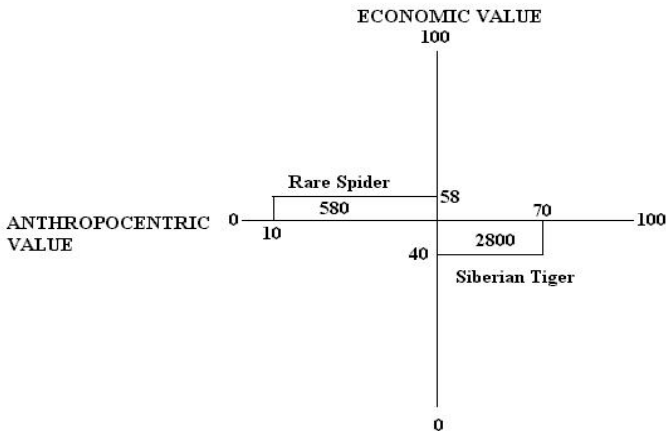 ECONOMIC VALUE
100
Rare Spider
58
580
ANTHROPOCENTRIC
VALUE
0
10
70
100
40
2800
Siberian Tiger
0